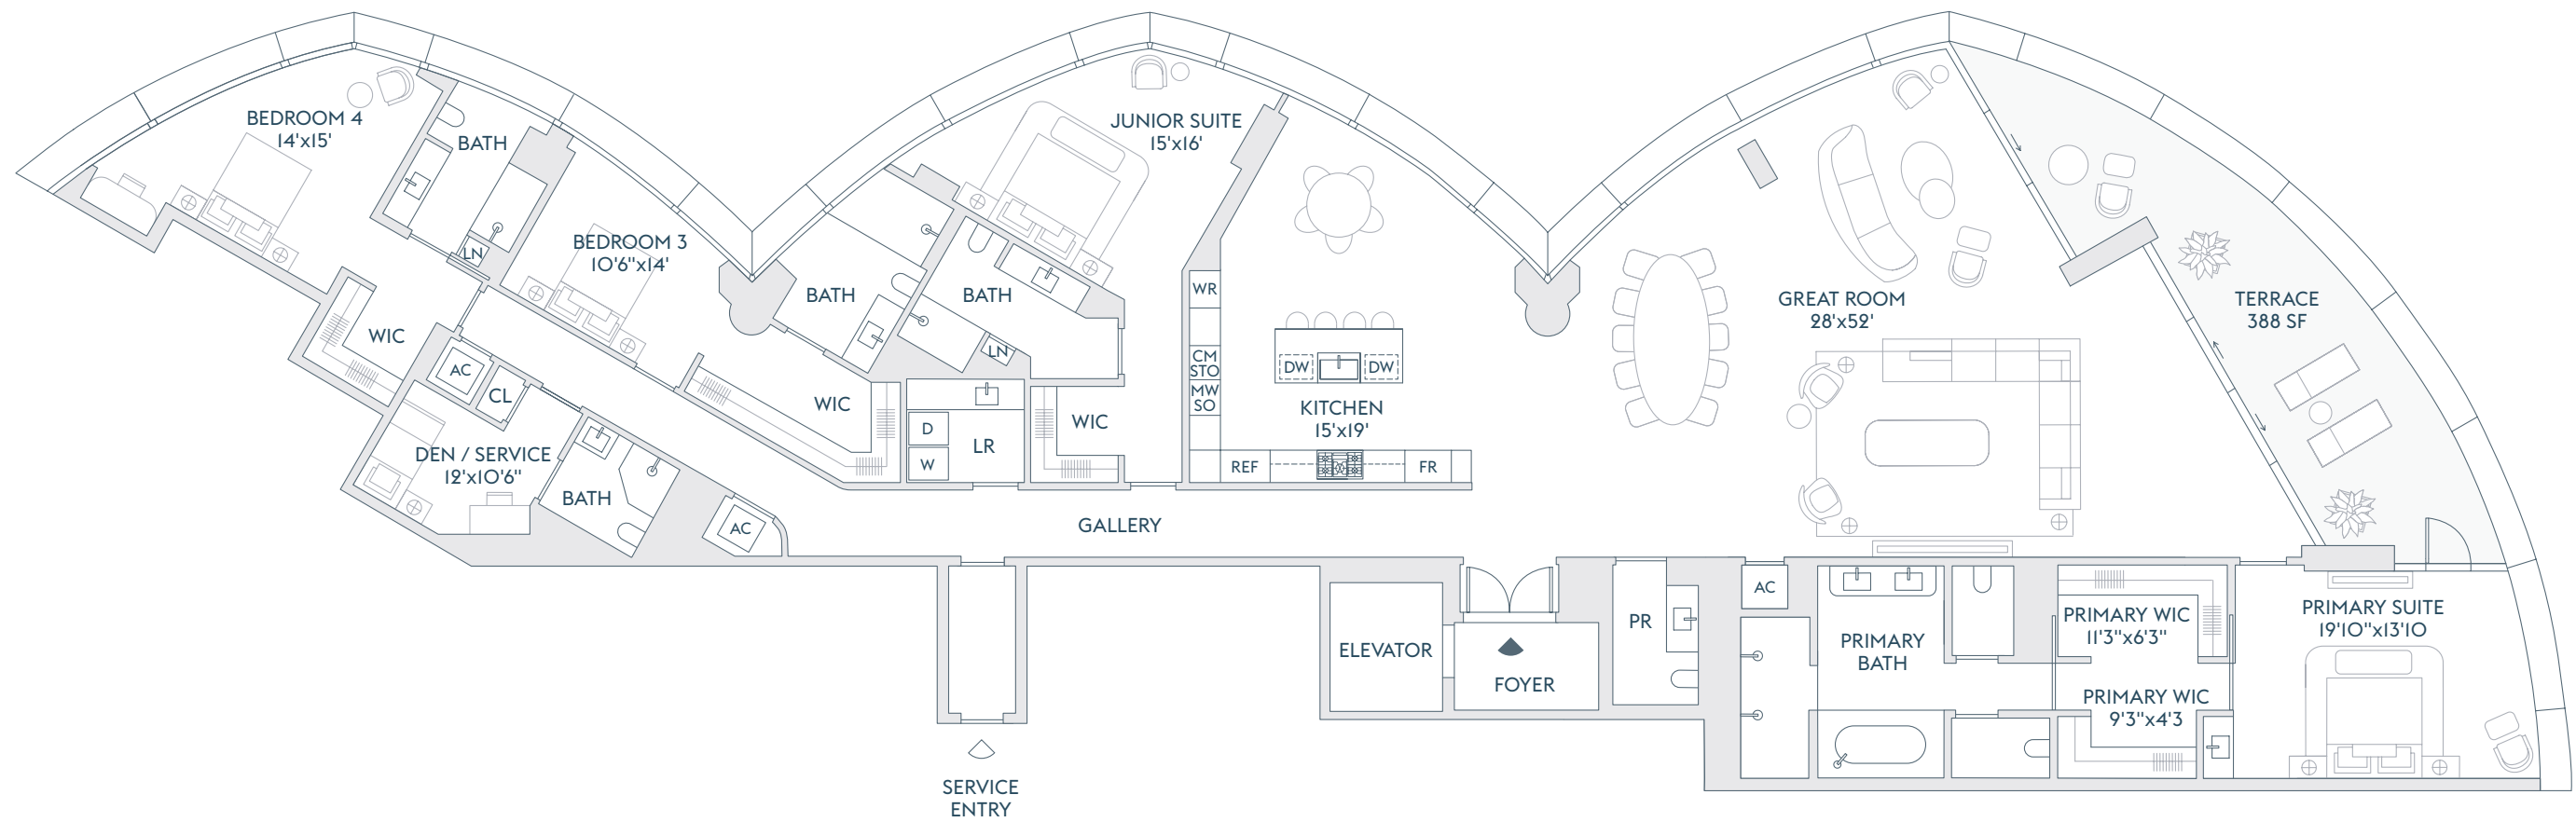 BEDROOM 4
14'x15'
BATH
LN
BEDROOM 3
10'6"x14'
WIC
AC
CL
DEN / SERVICE
12'x10'6"
BATH
AC
BATH
WIC
JUNIOR SUITE
15'x16'
BATH
LN
D
W
LR
WIC
WR
CM
STO
MW
SO
DW
DW
KITCHEN
15'x19'
REF
FR
GALLERY
GREAT ROOM
28'x52'
TERRACE
388 SF
SERVICE
ENTRY
ELEVATOR
FOYER
PR
AC
PRIMARY
BATH
PRIMARY WIC
11'3"x6'3"
PRIMARY WIC
9'3"x4'3
PRIMARY SUITE
19'10"x13'10